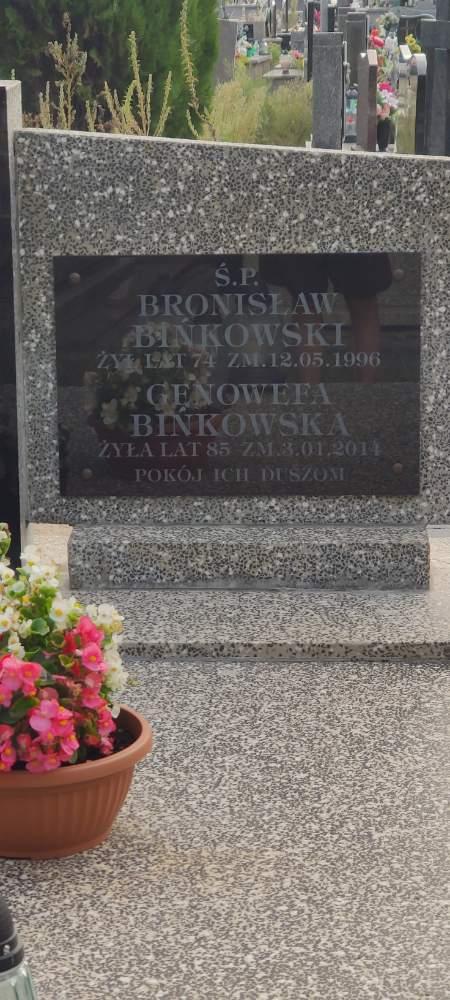 Ś.P.
BRONISŁAW
BIŃKOWSKI
ŻYŁ LAT 74 ZM.12.05.1996
GENOWEFA
BIŃKOWSKA
ŻYŁA LAT 85 ZM.3.01.2014
POKÓJ ICH DUSZOM